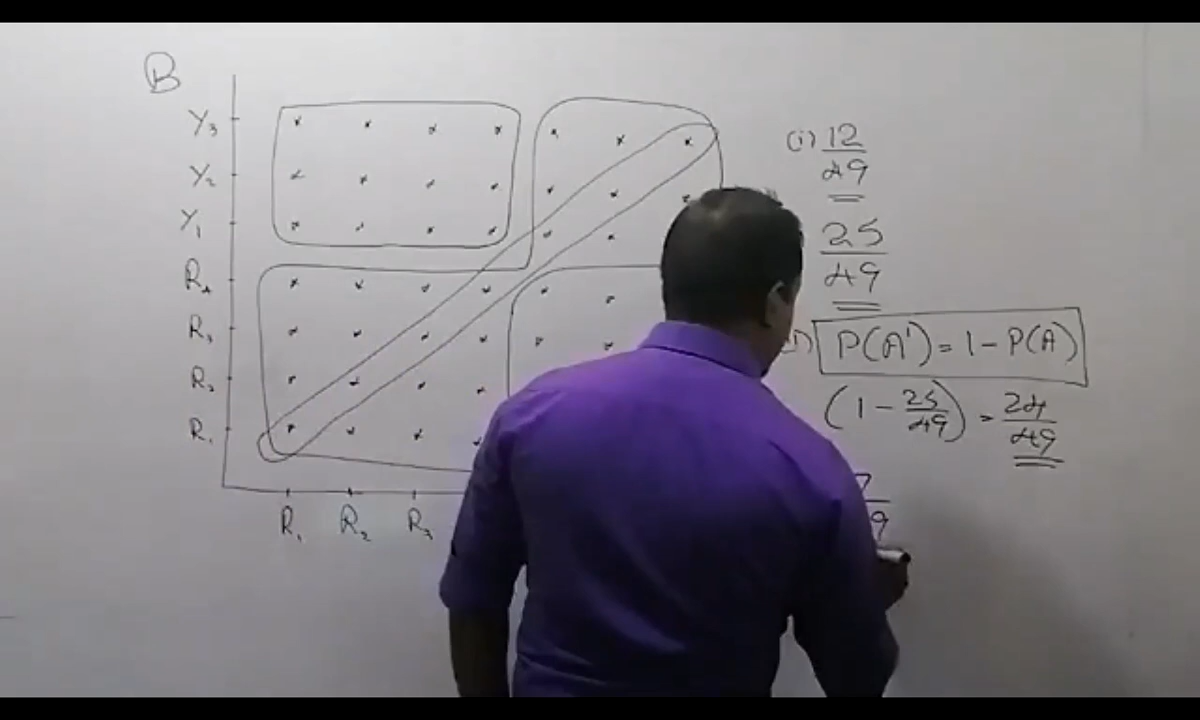 B
Y₃
Y₂
Y₁
R₄
R₃
R₂
R₁
R₁ R₂ R₃
(i) 12/49
25/49
P(A') = 1 - P(A)
(1 - 25/49) = 24/49
7